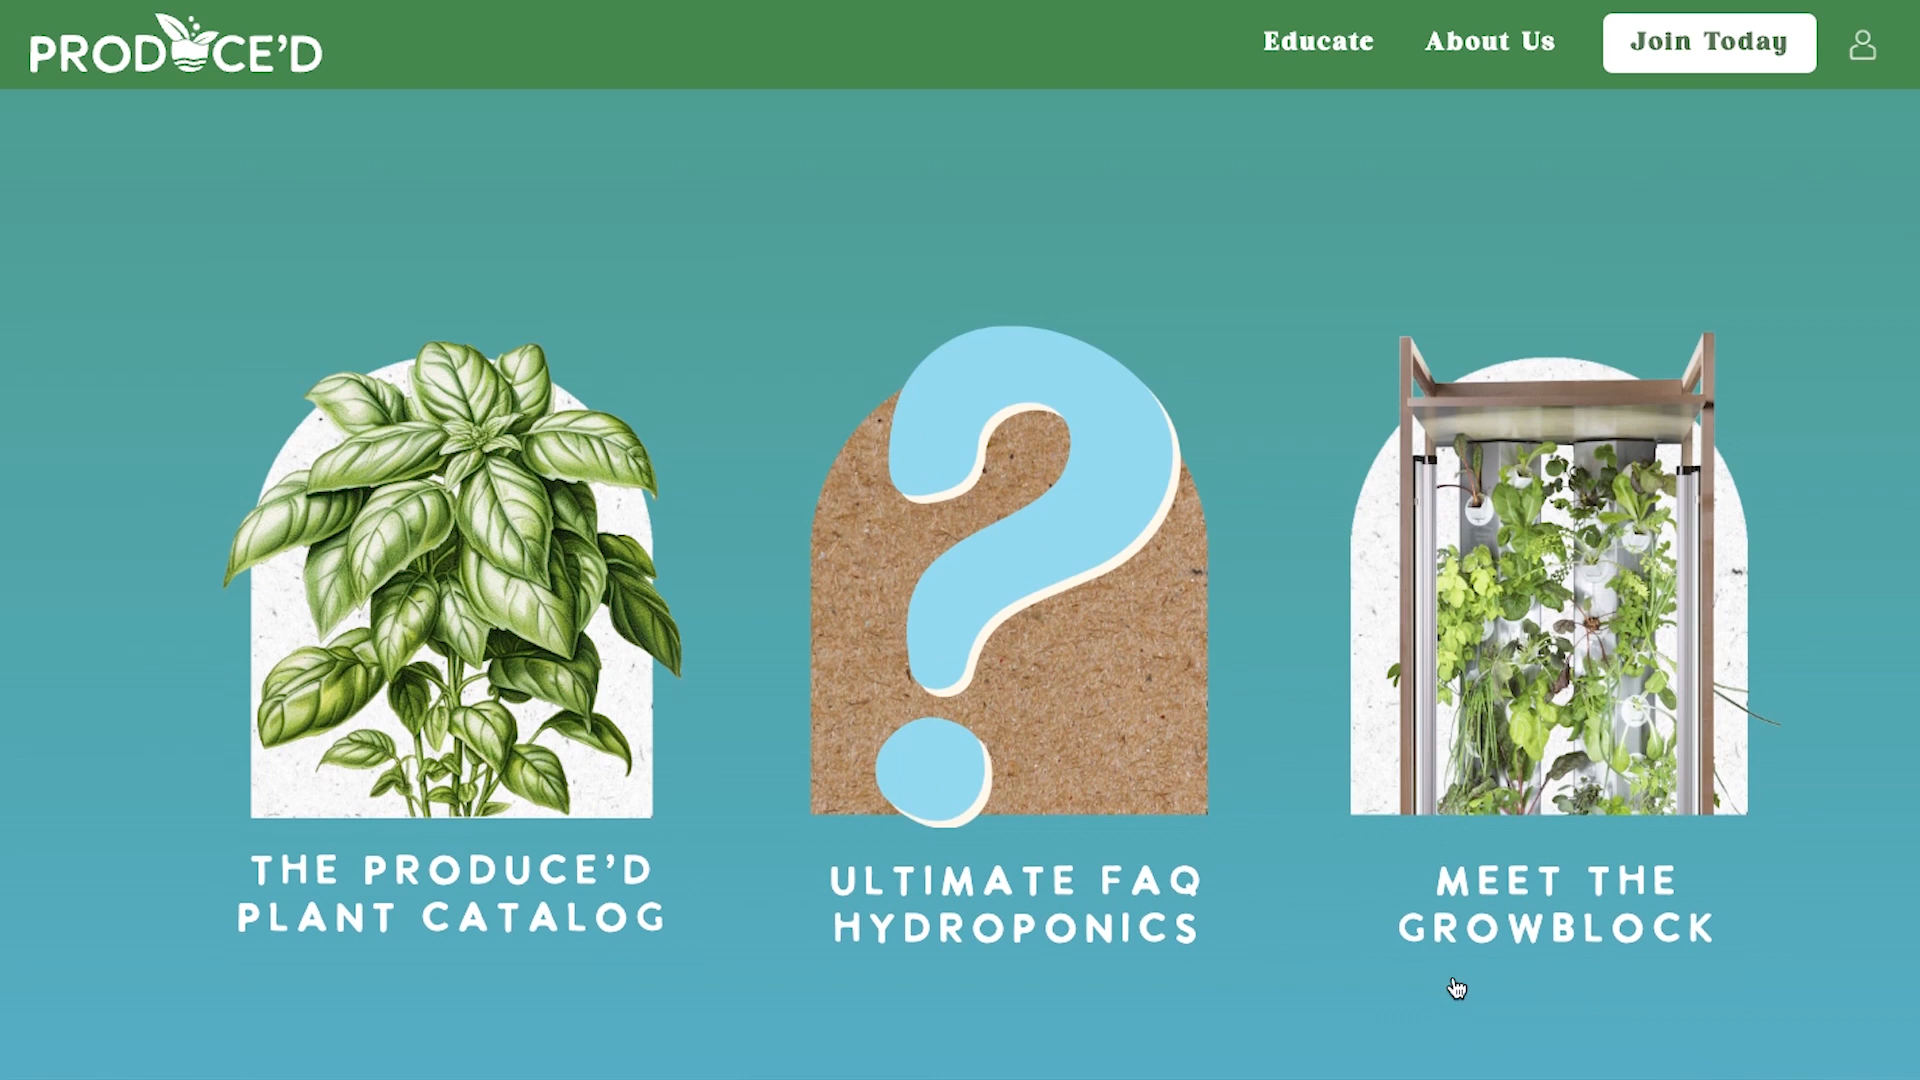 PRODUCE'D
Educate
About Us
Join Today
THE PRODUCE'D
PLANT CATALOG
ULTIMATE FAQ
HYDROPONICS
MEET THE
GROWBLOCK